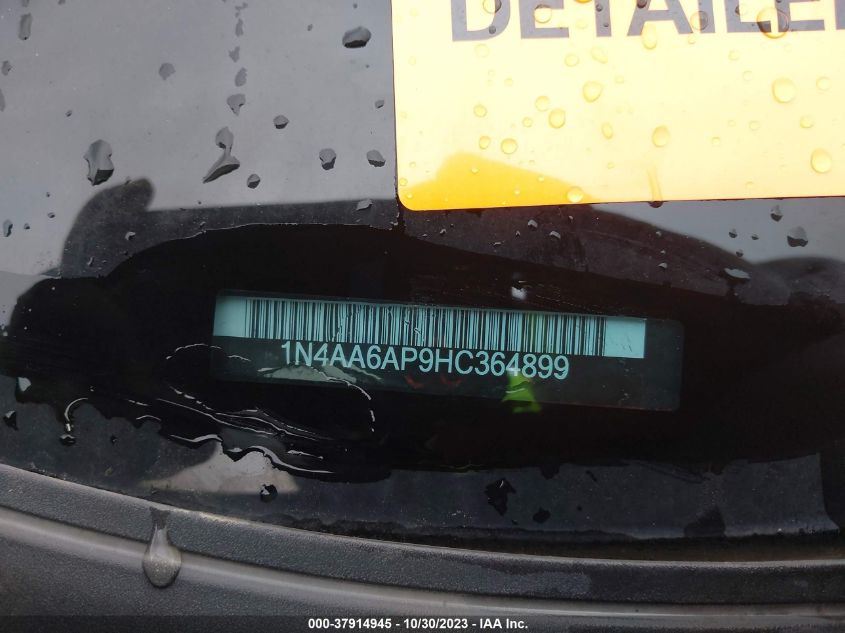 DETAILE
1N4AA6AP9HC364899
000-37914945 - 10/30/2023 - IAA Inc.